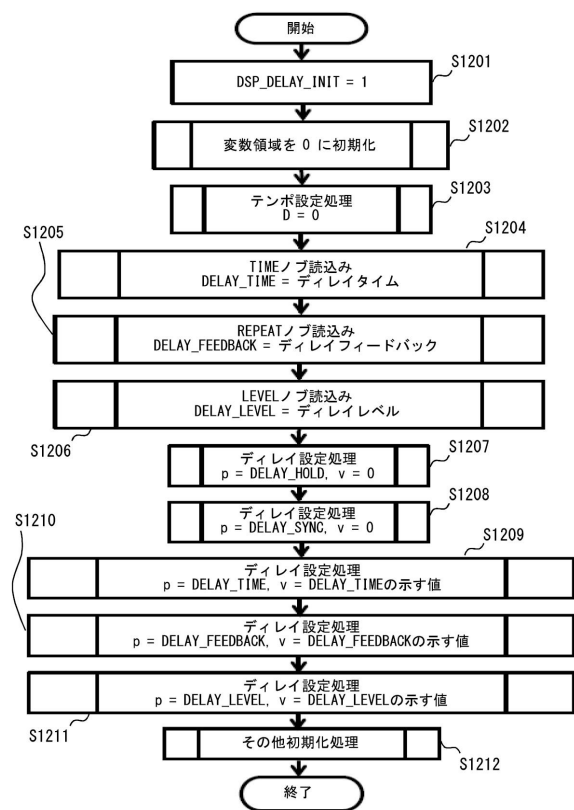 開始
S1201
DSP_DELAY_INIT = 1
S1202
変数領域を 0 に初期化
S1203
テンポ設定処理
D = 0
S1204
TIMEノブ読込み
DELAY_TIME = ディレイタイム
S1205
REPEATノブ読込み
DELAY_FEEDBACK = ディレイフィードバック
LEVELノブ読込み
DELAY_LEVEL = ディレイレベル
S1206
S1207
ディレイ設定処理
p = DELAY_HOLD, v = 0
S1208
ディレイ設定処理
p = DELAY_SYNC, v = 0
S1209
ディレイ設定処理
p = DELAY_TIME, v = DELAY_TIMEの示す値
S1210
ディレイ設定処理
p = DELAY_FEEDBACK, v = DELAY_FEEDBACKの示す値
ディレイ設定処理
p = DELAY_LEVEL, v = DELAY_LEVELの示す値
S1211
その他初期化処理
S1212
終了